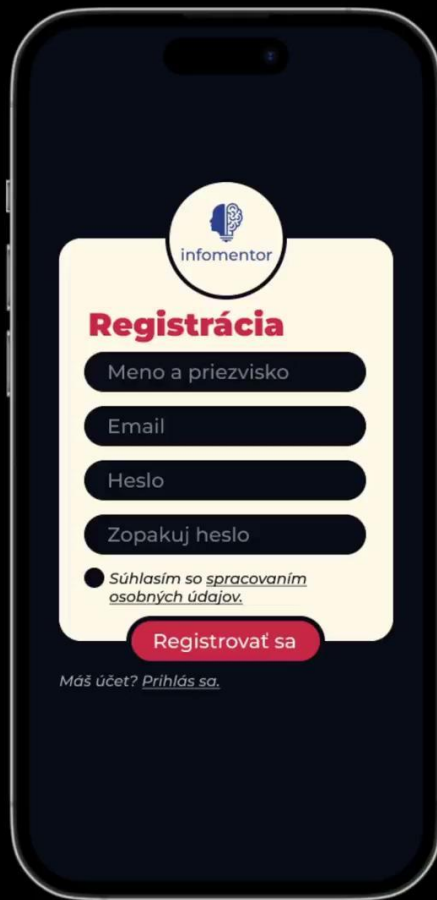 infomentor
Registrácia
Meno a priezvisko
Email
Heslo
Zopakuj heslo
Súhlasím so spracovaním
osobných údajov.
Registrovať sa
Máš účet? Prihlás sa.